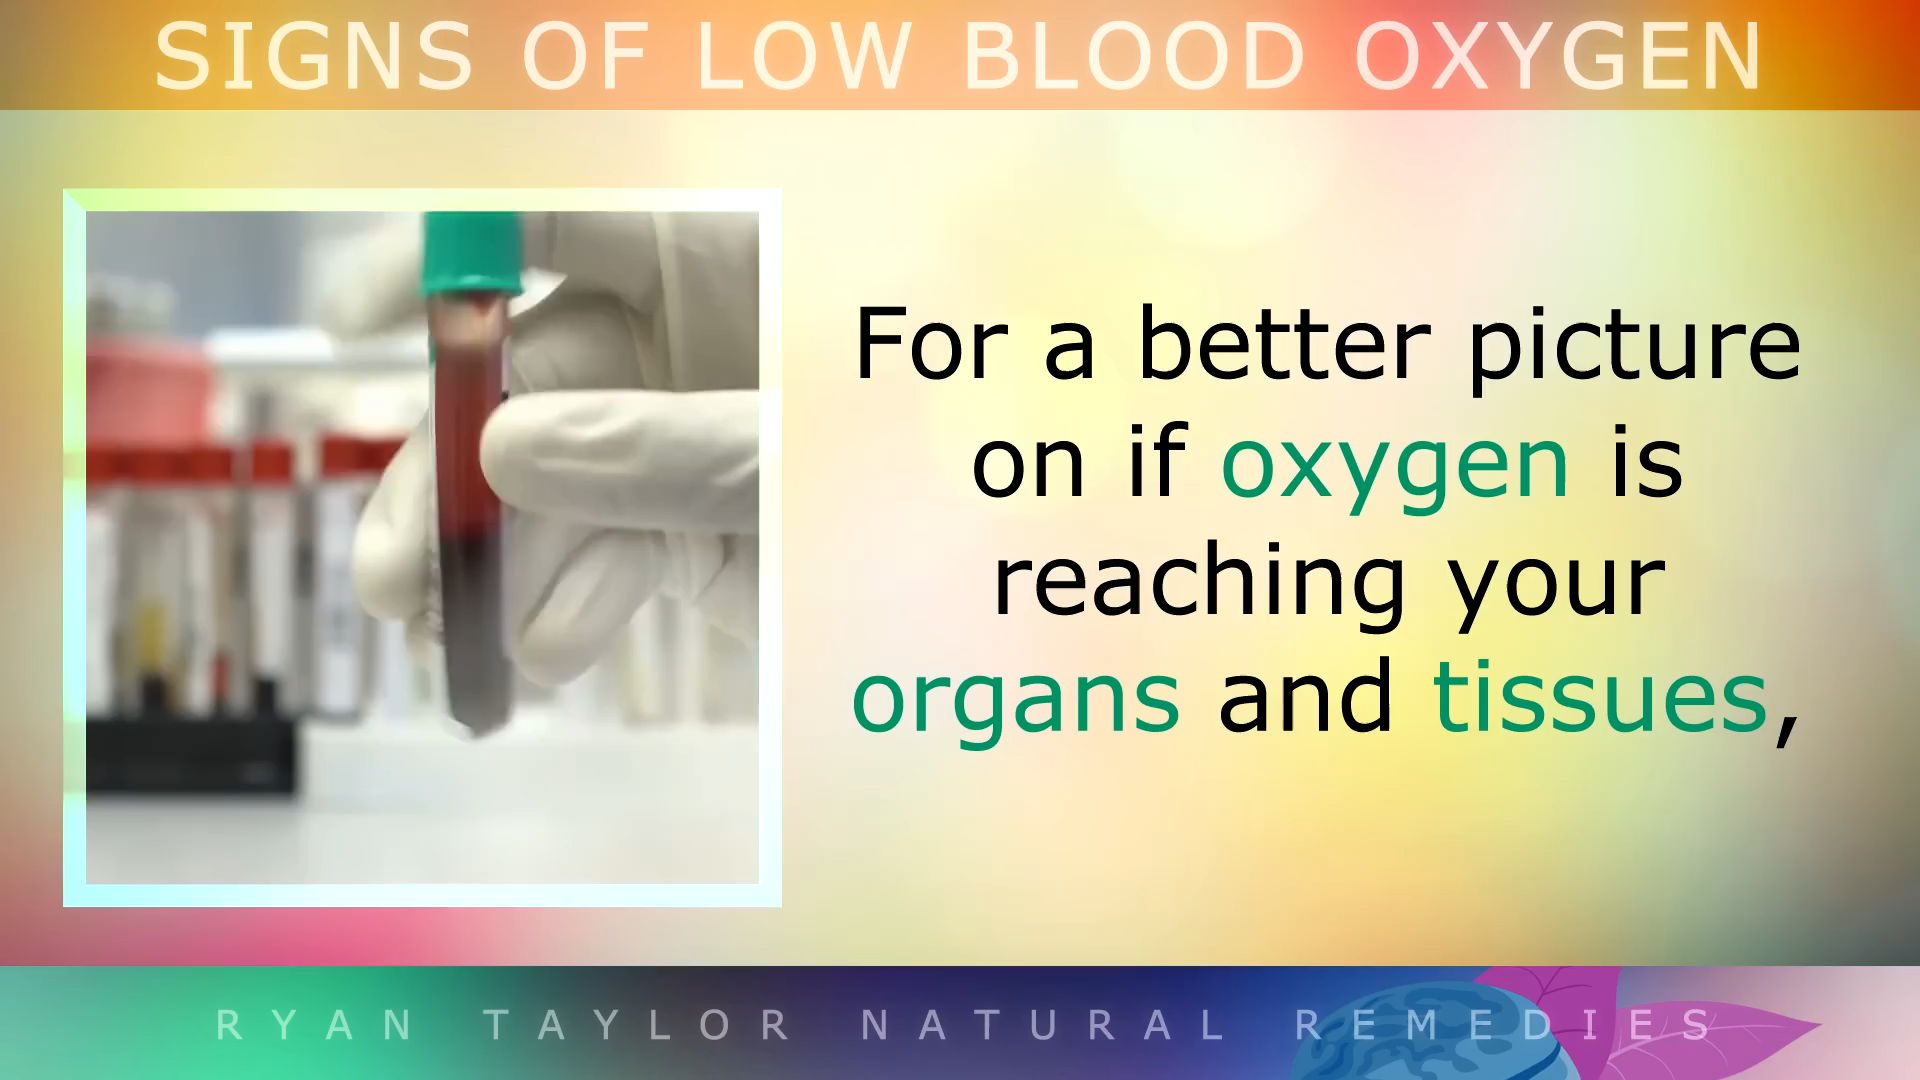 SIGNS OF LOW BLOOD OXYGEN
For a better picture
on if oxygen is
reaching your
organs and tissues,
RYAN TAYLOR NATURAL REMEDIES